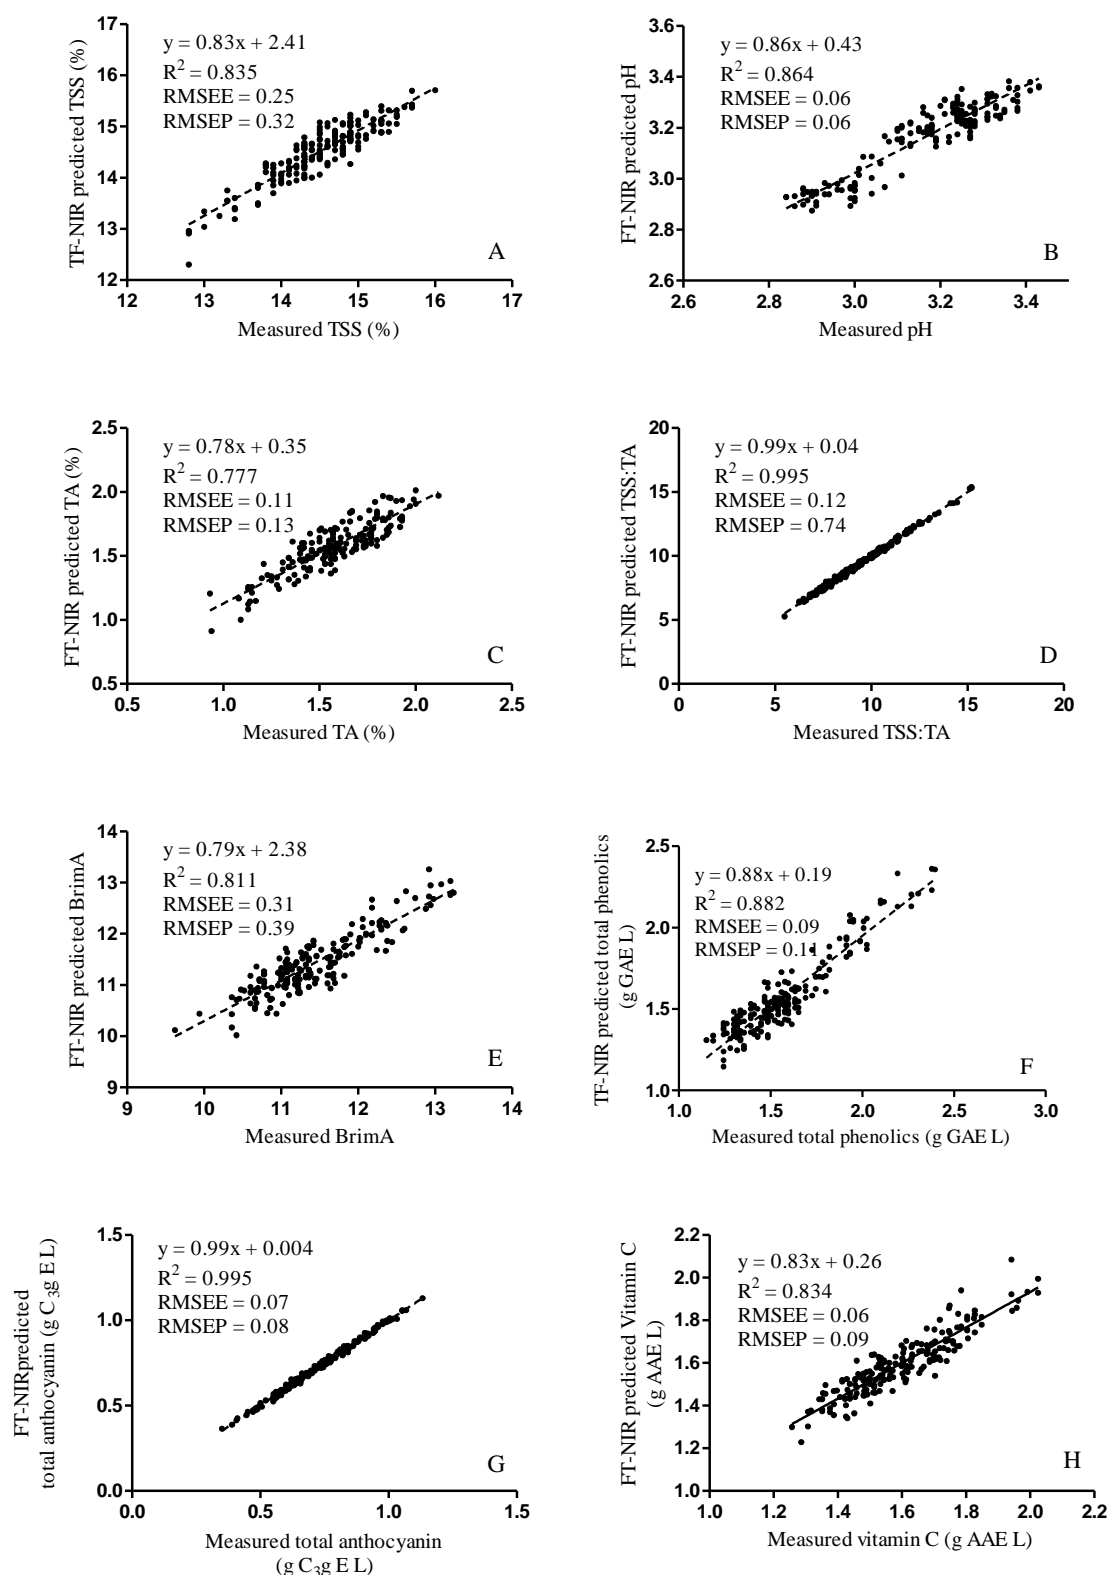 17
16
15
14
13
12
12 13 14 15 16 17
TF-NIR predicted TSS (%)
y = 0.83x + 2.41
R² = 0.835
RMSEE = 0.25
RMSEP = 0.32
A
Measured TSS (%)
3.6
3.4
3.2
3.0
2.8
2.6
2.6 2.8 3.0 3.2 3.4
FT-NIR predicted pH
y = 0.86x + 0.43
R² = 0.864
RMSEE = 0.06
RMSEP = 0.06
B
Measured pH
2.5
2.0
1.5
1.0
0.5
0.5 1.0 1.5 2.0 2.5
FT-NIR predicted TA (%)
y = 0.78x + 0.35
R² = 0.777
RMSEE = 0.11
RMSEP = 0.13
C
Measured TA (%)
20
15
10
5
0
0 5 10 15 20
FT-NIR predicted TSS:TA
y = 0.99x + 0.04
R² = 0.995
RMSEE = 0.12
RMSEP = 0.74
D
Measured TSS:TA
14
13
12
11
10
9
9 10 11 12 13 14
FT-NIR predicted BrimA
y = 0.79x + 2.38
R² = 0.811
RMSEE = 0.31
RMSEP = 0.39
E
Measured BrimA
2.5
2.0
1.5
1.0
1.0 1.5 2.0 2.5 3.0
TF-NIR predicted total phenolics
(g GAE L)
y = 0.88x + 0.19
R² = 0.882
RMSEE = 0.09
RMSEP = 0.11
F
Measured total phenolics (g GAE L)
1.5
1.0
0.5
0.0
0.0 0.5 1.0 1.5
FT-NIRpredicted
total anthocyanin (g C₃g E L)
y = 0.99x + 0.004
R² = 0.995
RMSEE = 0.07
RMSEP = 0.08
G
Measured total anthocyanin
(g C₃g E L)
2.2
2.0
1.8
1.6
1.4
1.2
1.0
1.0 1.2 1.4 1.6 1.8 2.0 2.2
FT-NIR predicted Vitamin C
(g AAE L)
y = 0.83x + 0.26
R² = 0.834
RMSEE = 0.06
RMSEP = 0.09
H
Measured vitamin C (g AAE L)